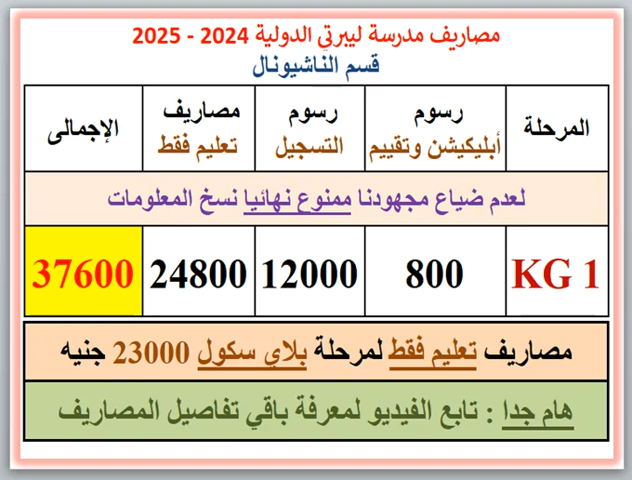 مصاريف مدرسة ليبرتي الدولية 2024 - 2025
قسم الناشيونال
المرحلة رسوم أبليكيشن وتقييم رسوم التسجيل مصاريف تعليم فقط الإجمالى
لعدم ضياع مجهودنا ممنوع نهائيا نسخ المعلومات
KG 1 800 12000 24800 37600
مصاريف تعليم فقط لمرحلة بلاي سكول 23000 جنيه
هام جدا : تابع الفيديو لمعرفة باقي تفاصيل المصاريف